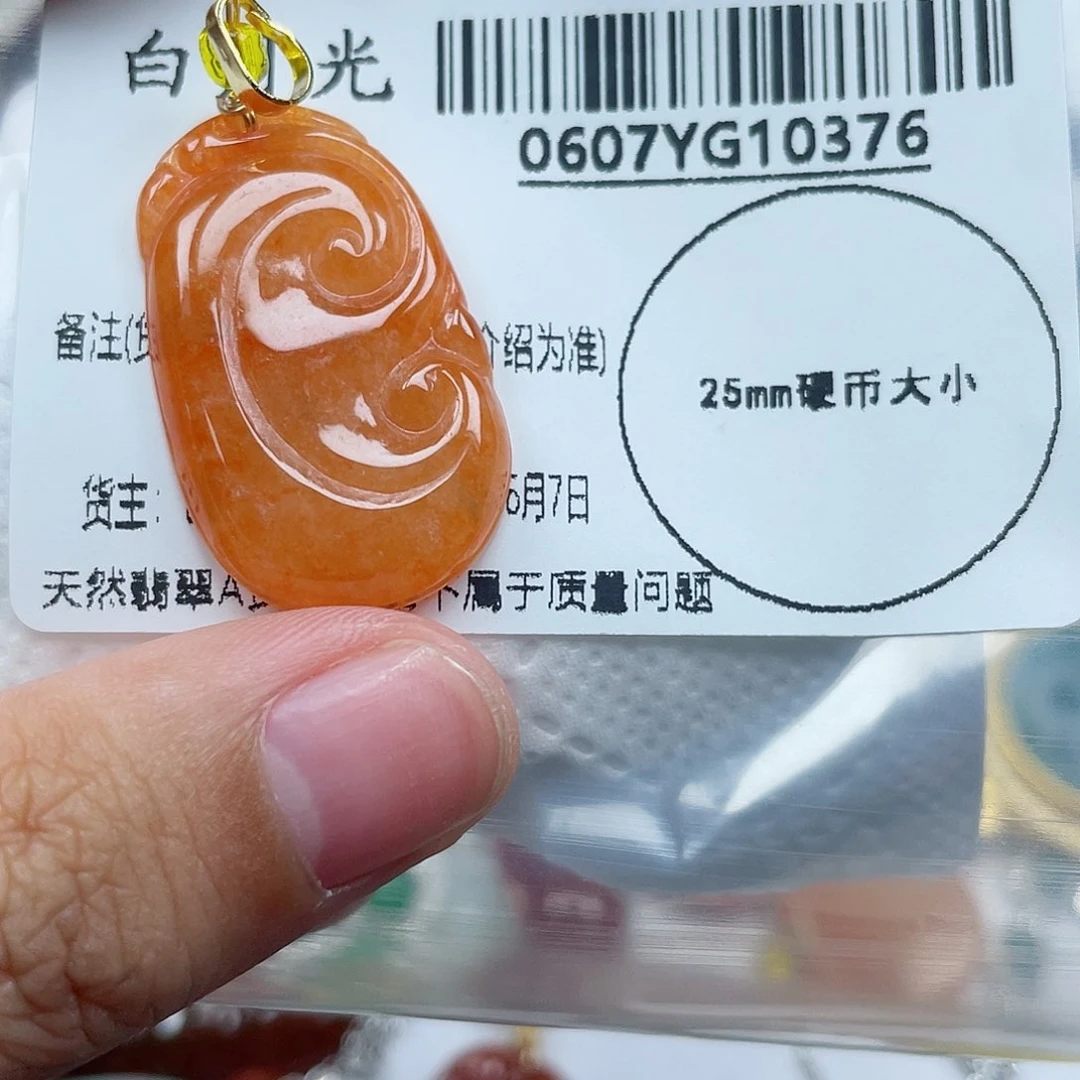 白 光
0607YG10376
备注( 介绍为准)
25mm硬币大小
货主: 6月7日
天然翡翠A 不属于质量问题